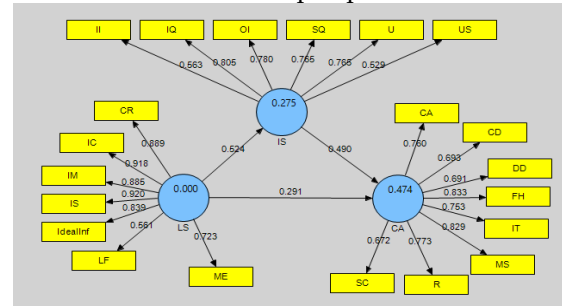 II IQ OI SQ U US
0.563 0.805 0.780 0.765 0.766 0.529
0.275
IS
CR
IC
IM
IS
IdealInf
LF
ME
0.889
0.918
0.885
0.920
0.839
0.561
0.723
0.000
LS
0.524
0.490
0.291
0.474
CA
CA
CD
DD
FH
IT
MS
R
SC
0.760
0.693
0.691
0.833
0.753
0.829
0.773
0.672